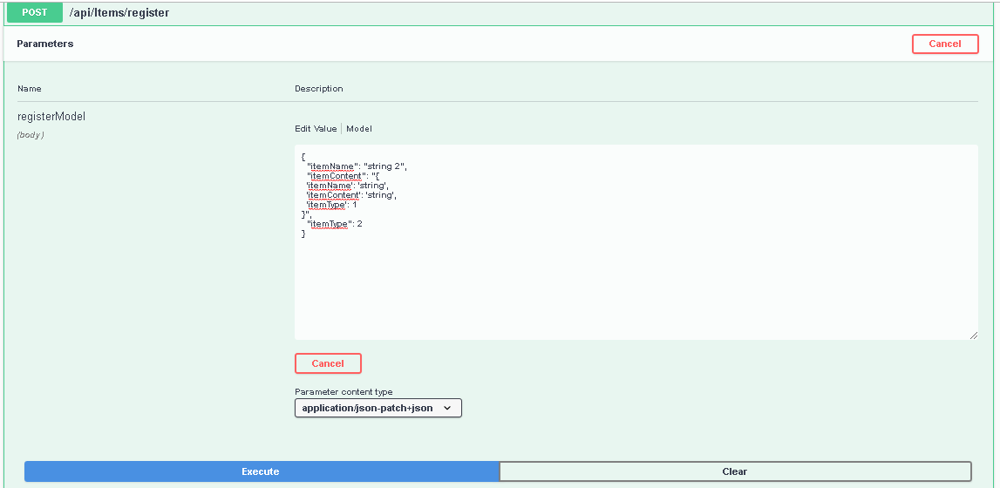 POST /api/Items/register
Parameters Cancel
Name Description
registerModel
(body)
Edit Value Model
{
"itemName": "string 2",
"itemContent": "{
'itemName': 'string',
'itemContent': 'string',
'itemType': 1
}",
"itemType": 2
}
Cancel
Parameter content type
application/json-patch+json
Execute Clear